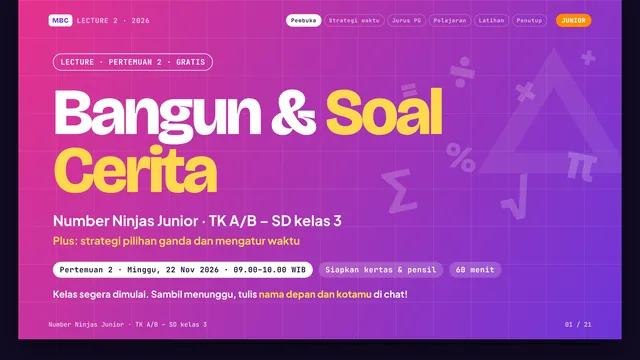 MBC LECTURE 2 · 2026
Pembuka Strategi waktu Jurus PG Pelajaran Latihan Penutup JUNIOR
LECTURE · PERTEMUAN 2 · GRATIS
Bangun & Soal
Cerita
Number Ninjas Junior · TK A/B – SD kelas 3
Plus: strategi pilihan ganda dan mengatur waktu
Pertemuan 2 · Minggu, 22 Nov 2026 · 09.00–10.00 WIB Siapkan kertas & pensil 60 menit
Kelas segera dimulai. Sambil menunggu, tulis nama depan dan kotamu di chat!
Number Ninjas Junior · TK A/B – SD kelas 3
01 / 21
= ÷ × + % π Σ √